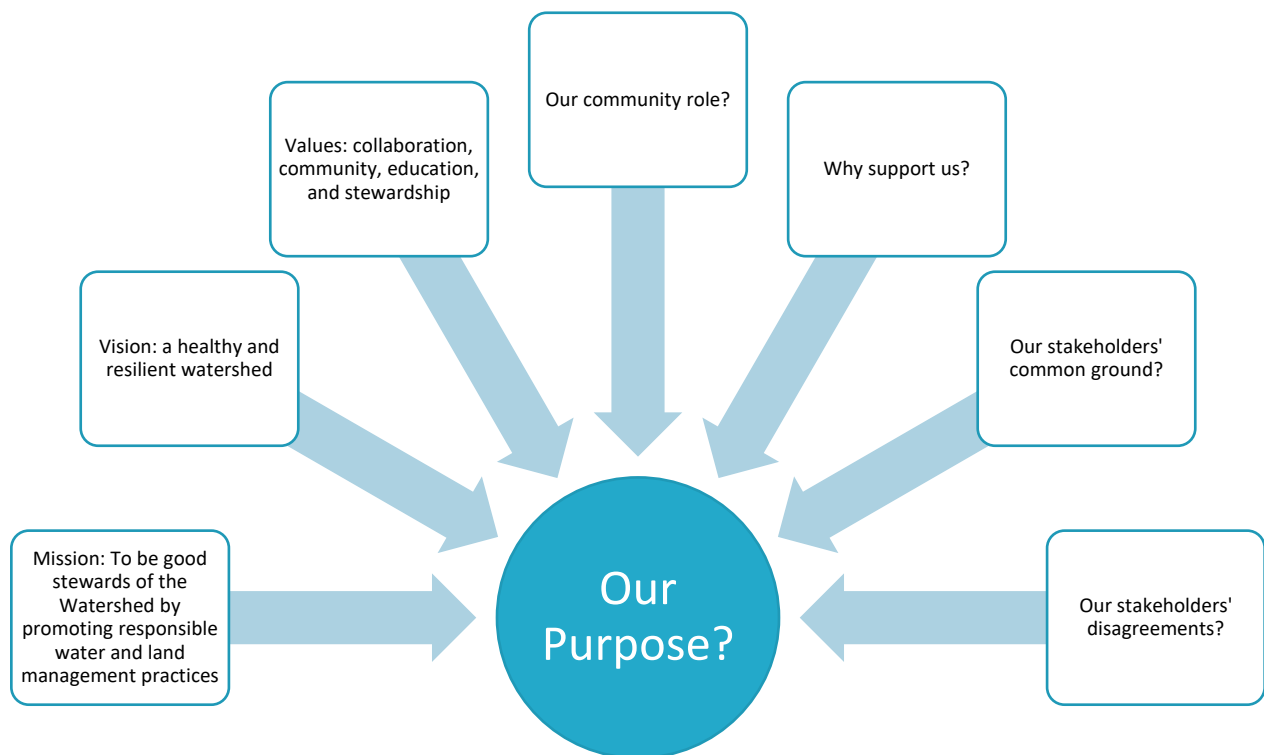 Our community role?
Values: collaboration,
community, education,
and stewardship
Why support us?
Vision: a healthy and
resilient watershed
Our stakeholders'
common ground?
Mission: To be good
stewards of the
Watershed by
promoting responsible
water and land
management practices
Our
Purpose?
Our stakeholders'
disagreements?